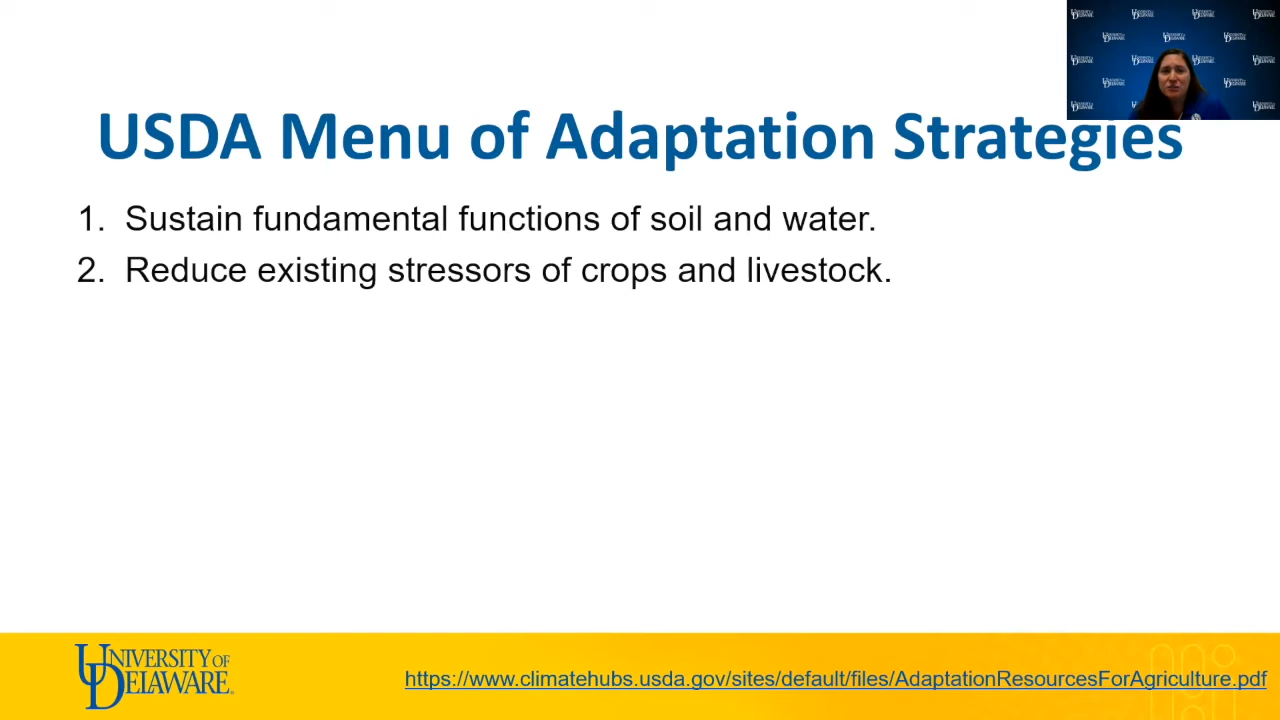 USDA Menu of Adaptation Strategies
1. Sustain fundamental functions of soil and water.
2. Reduce existing stressors of crops and livestock.
UNIVERSITY OF
DELAWARE
https://www.climatehubs.usda.gov/sites/default/files/AdaptationResourcesForAgriculture.pdf